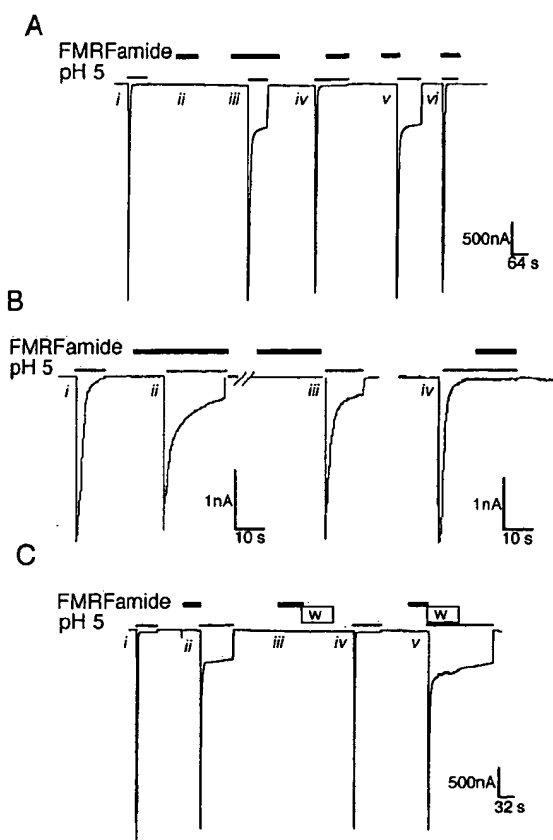 A
FMRFamide
pH 5
i ii iii iv v vi
500nA
64 s
B
FMRFamide
pH 5
i ii iii iv
1nA
10 s
1nA
10 s
C
FMRFamide
W W
pH 5
i ii iii iv v
500nA
32 s